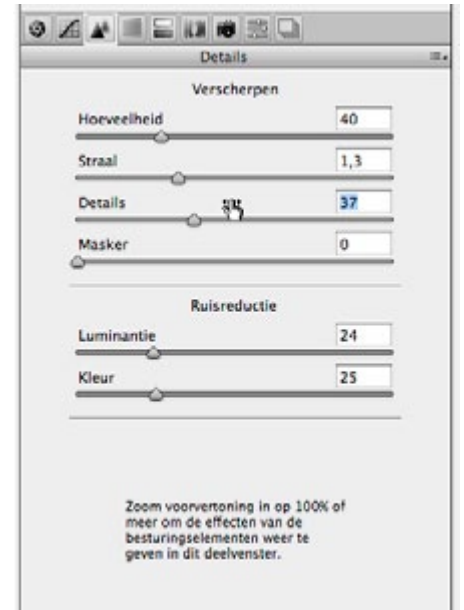 Details
Verscherpen
Hoeveelheid 40
Straal 1,3
Details 37
Masker 0
Ruisreductie
Luminantie 24
Kleur 25
Zoom voorvertoning in op 100% of
meer om de effecten van de
besturingselementen weer te
geven in dit deelvenster.